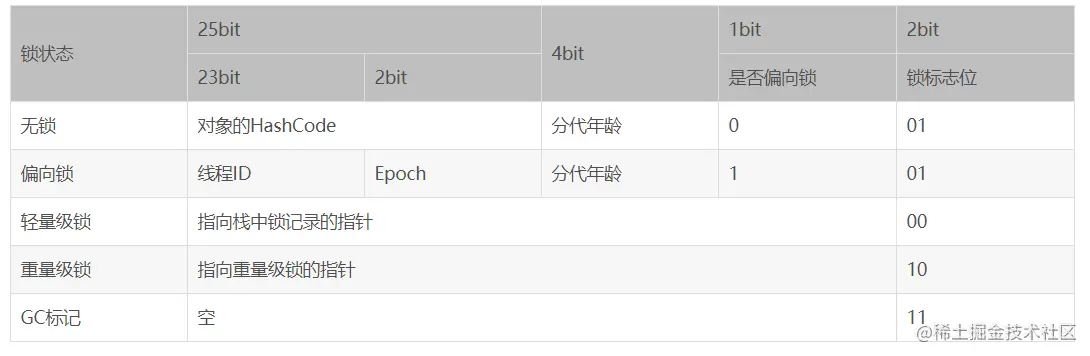 锁状态 25bit 4bit 1bit 2bit
23bit 2bit 是否偏向锁 锁标志位
无锁 对象的HashCode 分代年龄 0 01
偏向锁 线程ID Epoch 分代年龄 1 01
轻量级锁 指向栈中锁记录的指针 00
重量级锁 指向重量级锁的指针 10
GC标记 空 11
@稀土掘金技术社区